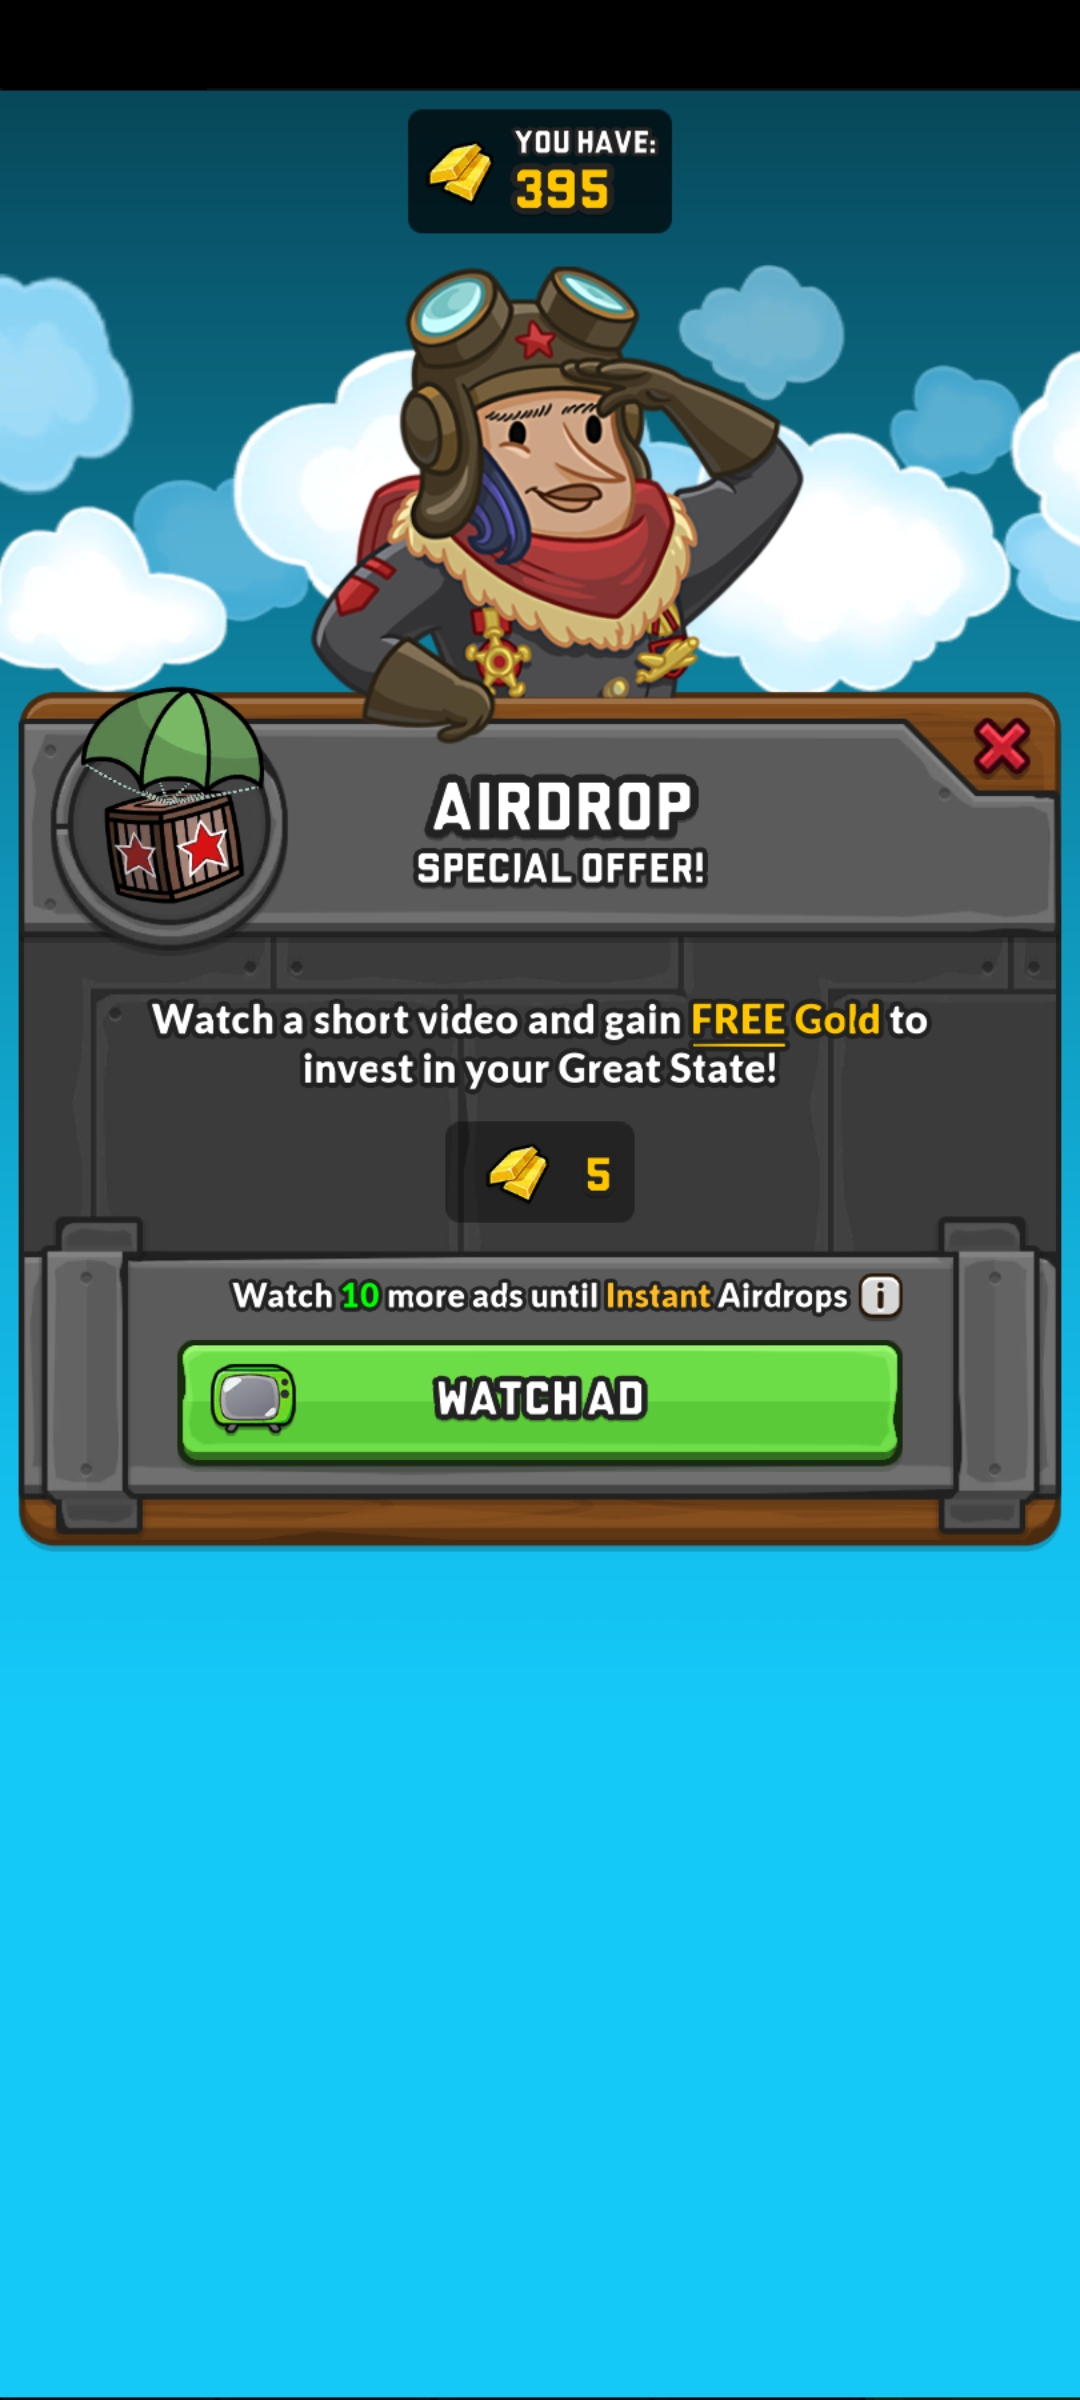 YOU HAVE:
395
AIRDROP
SPECIAL OFFER!
Watch a short video and gain FREE Gold to
invest in your Great State!
5
Watch 10 more ads until Instant Airdrops i
WATCH AD